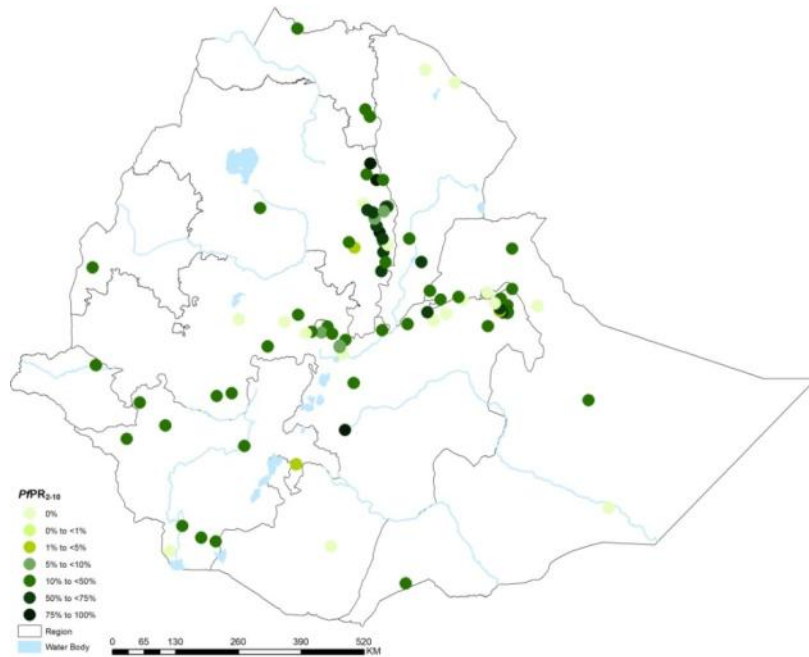 PfPR2-10
0%
0% to <1%
1% to <5%
5% to <10%
10% to <50%
50% to <75%
75% to 100%
Region
Water Body
0 65 130 260 390 520
KM